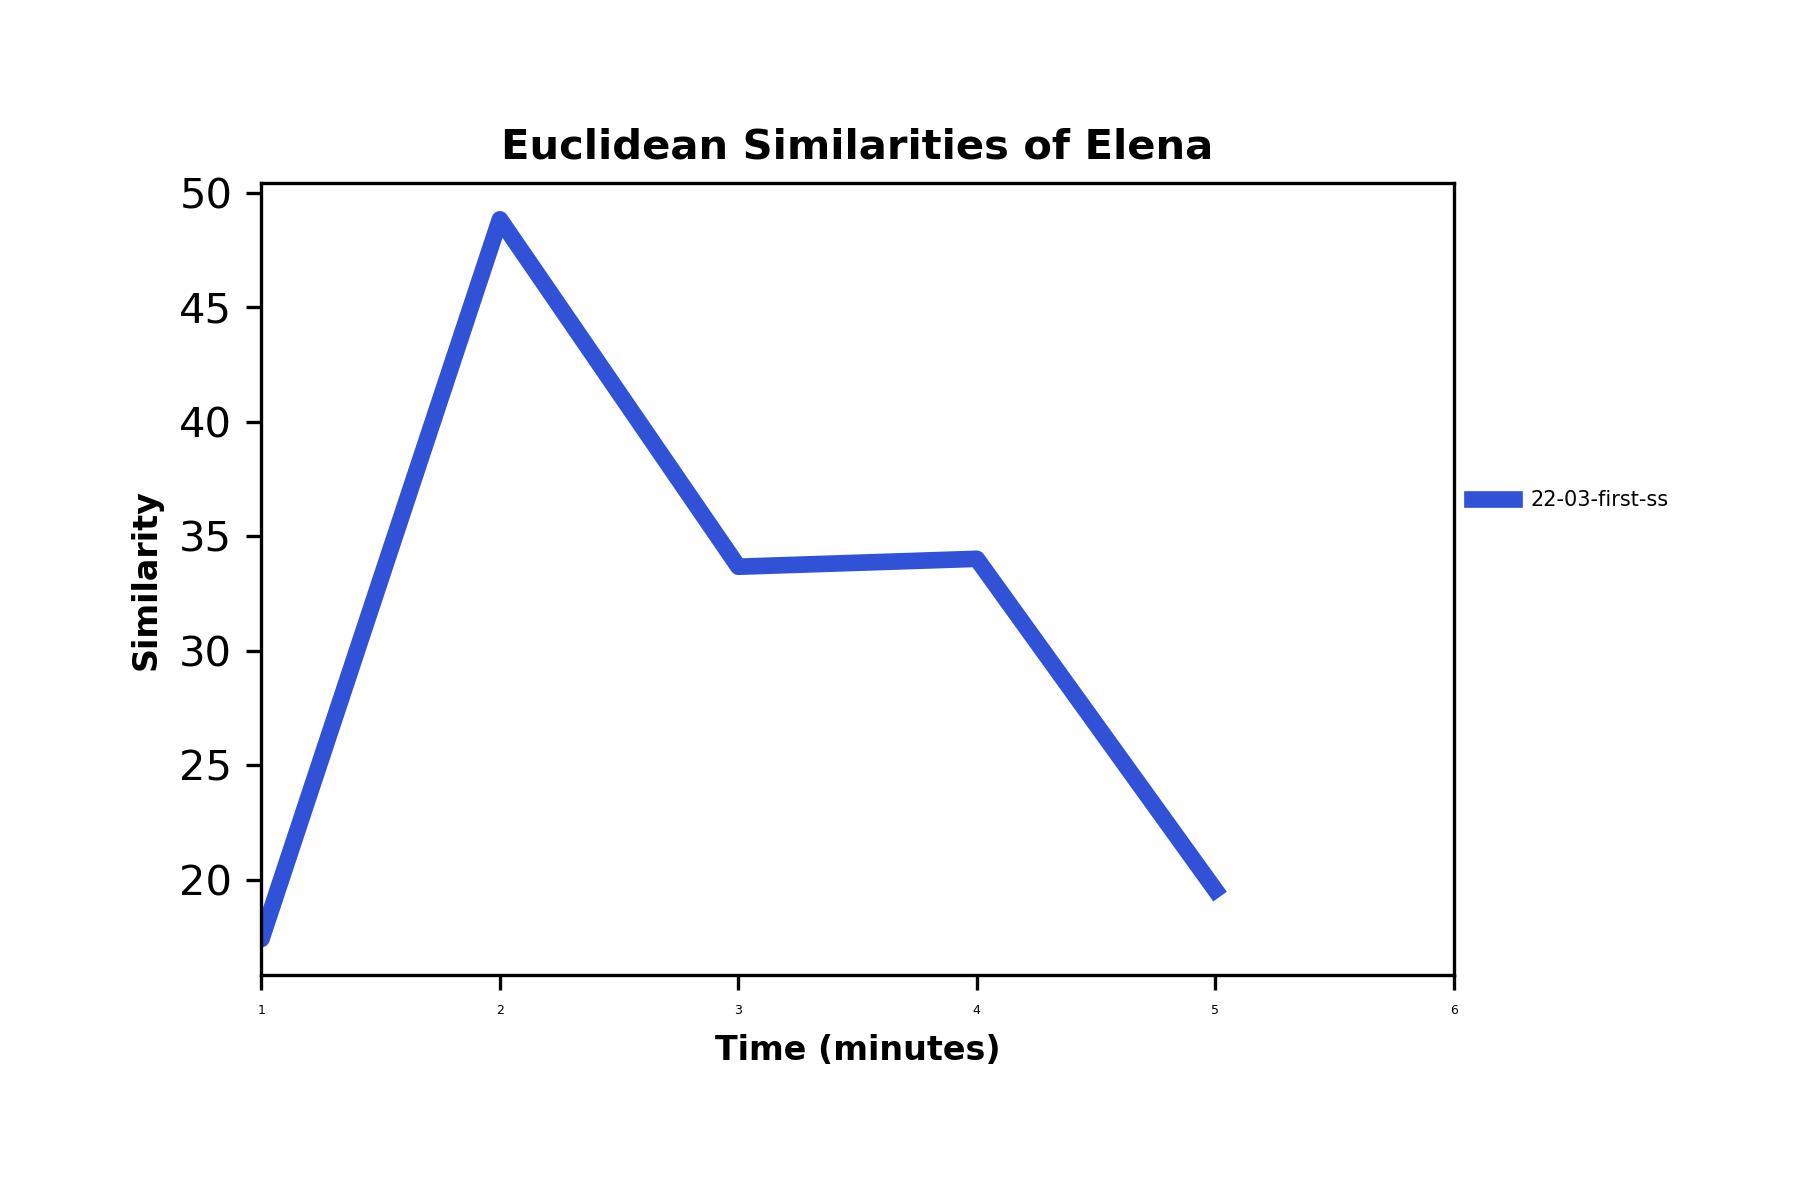 Euclidean Similarities of Elena
50
45
40
35
30
25
20
Similarity
22-03-first-ss
1 2 3 4 5 6
Time (minutes)